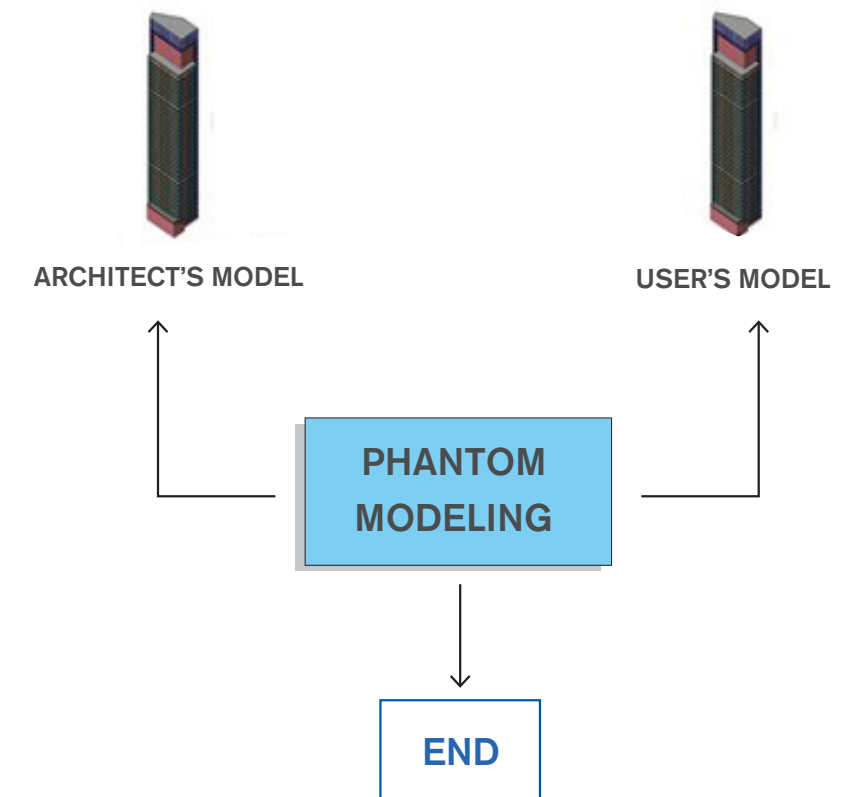 ARCHITECT’S MODEL
USER’S MODEL
PHANTOM
MODELING
END